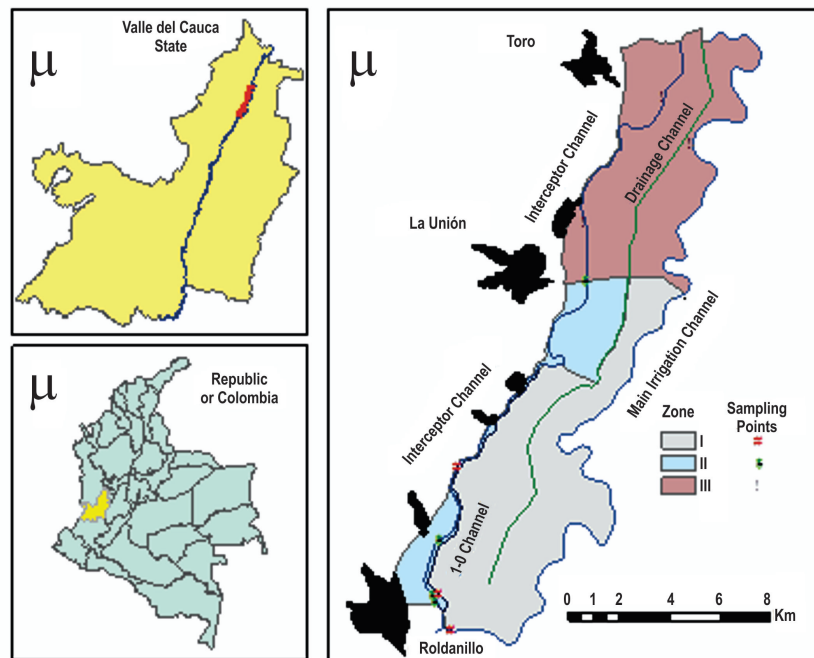 Valle del Cauca
State
μ
Republic
or Colombia
μ
μ
Toro
Interceptor Channel
Drainage Channel
La Unión
Main Irrigation Channel
Interceptor Channel
1-0 Channel
Roldanillo
Zone
Sampling
Points
I
II
III
0 1 2 4 6 8
Km